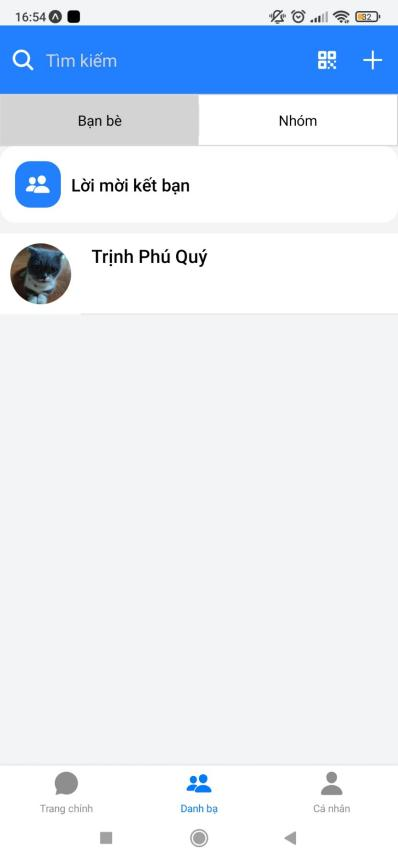 16:54
32
Tìm kiếm
Bạn bè
Nhóm
Lời mời kết bạn
Trịnh Phú Quý
Trang chính
Danh bạ
Cá nhân